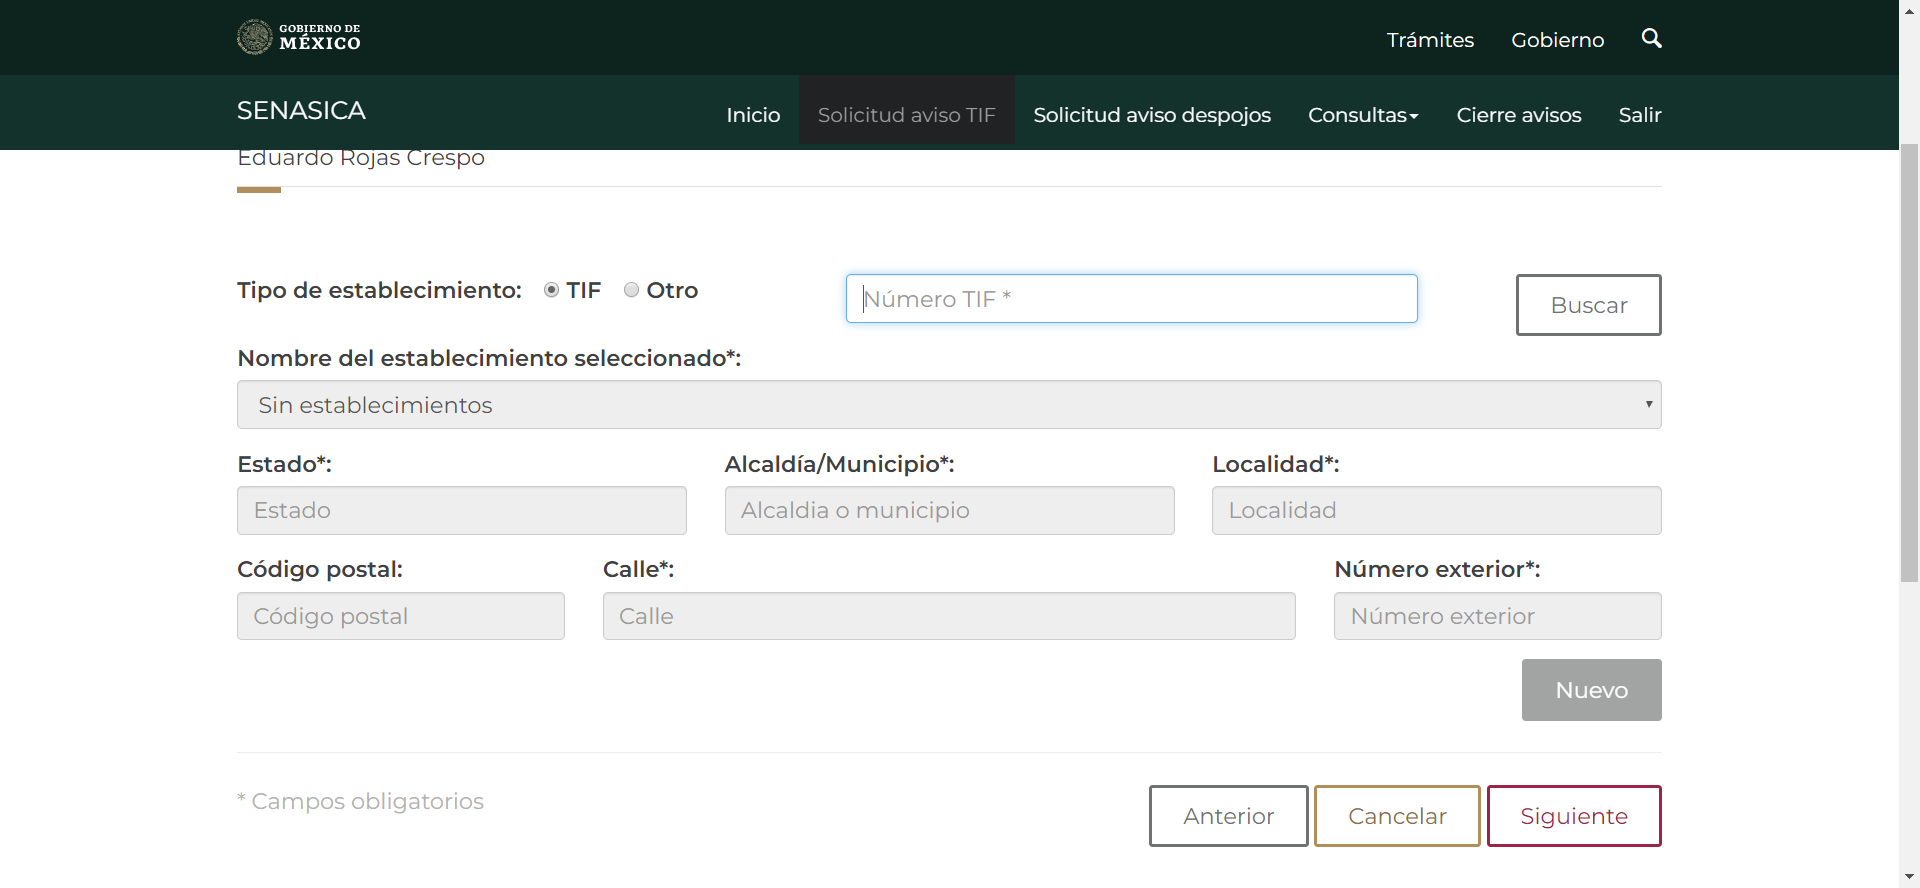 GOBIERNO DE
MÉXICO
Trámites Gobierno
SENASICA
Inicio Solicitud aviso TIF Solicitud aviso despojos Consultas Cierre avisos Salir
Eduardo Rojas Crespo
Tipo de establecimiento: TIF Otro Número TIF * Buscar
Nombre del establecimiento seleccionado*:
Sin establecimientos
Estado*: Alcaldía/Municipio*: Localidad*:
Estado Alcaldia o municipio Localidad
Código postal: Calle*: Número exterior*:
Código postal Calle Número exterior
Nuevo
* Campos obligatorios
Anterior Cancelar Siguiente